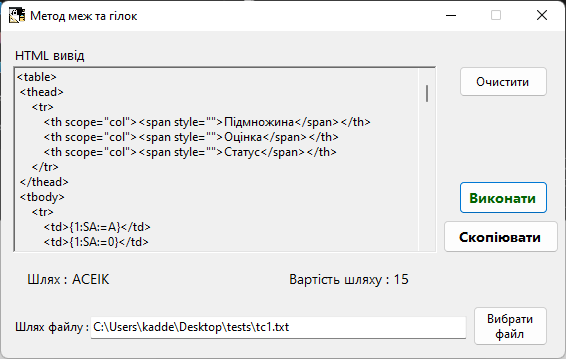 Метод меж та гілок
HTML вивід
<table>
<thead>
<tr>
<th scope="col"><span style="">Підмножина</span></th>
<th scope="col"><span style="">Оцінка</span></th>
<th scope="col"><span style="">Статус</span></th>
</tr>
</thead>
<tbody>
<tr>
<td>{1:SA:=A}</td>
<td>{1:SA:=0}</td>
Очистити
Виконати
Скопіювати
Шлях : ACEIK
Вартість шляху : 15
Шлях файлу : C:\Users\kadde\Desktop\tests\tc1.txt
Вибрати
файл